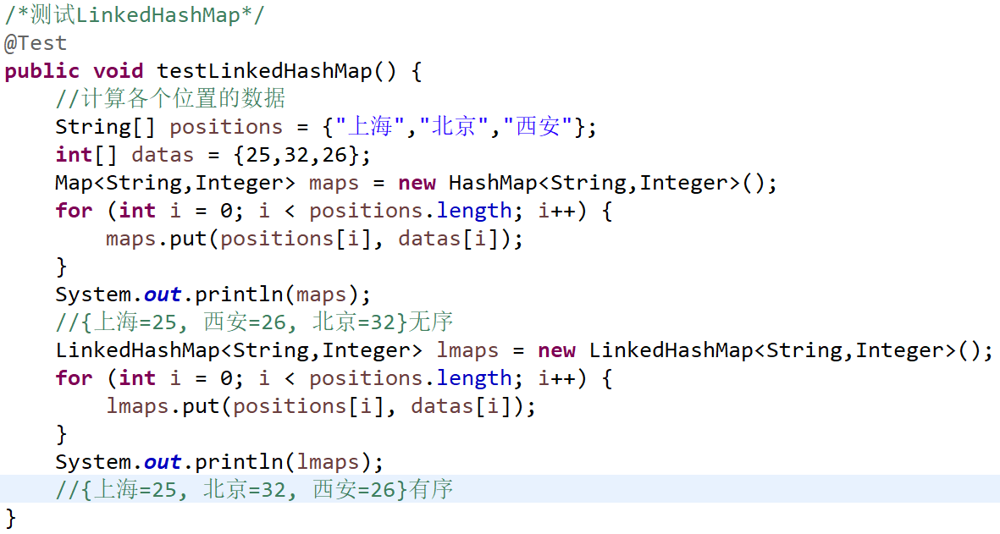 /*测试LinkedHashMap*/
@Test
public void testLinkedHashMap() {
    //计算各个位置的数据
    String[] positions = {"上海","北京","西安"};
    int[] datas = {25,32,26};
    Map<String,Integer> maps = new HashMap<String,Integer>();
    for (int i = 0; i < positions.length; i++) {
        maps.put(positions[i], datas[i]);
    }
    System.out.println(maps);
    //{上海=25, 西安=26, 北京=32}无序
    LinkedHashMap<String,Integer> lmaps = new LinkedHashMap<String,Integer>();
    for (int i = 0; i < positions.length; i++) {
        lmaps.put(positions[i], datas[i]);
    }
    System.out.println(lmaps);
    //{上海=25, 北京=32, 西安=26}有序
}